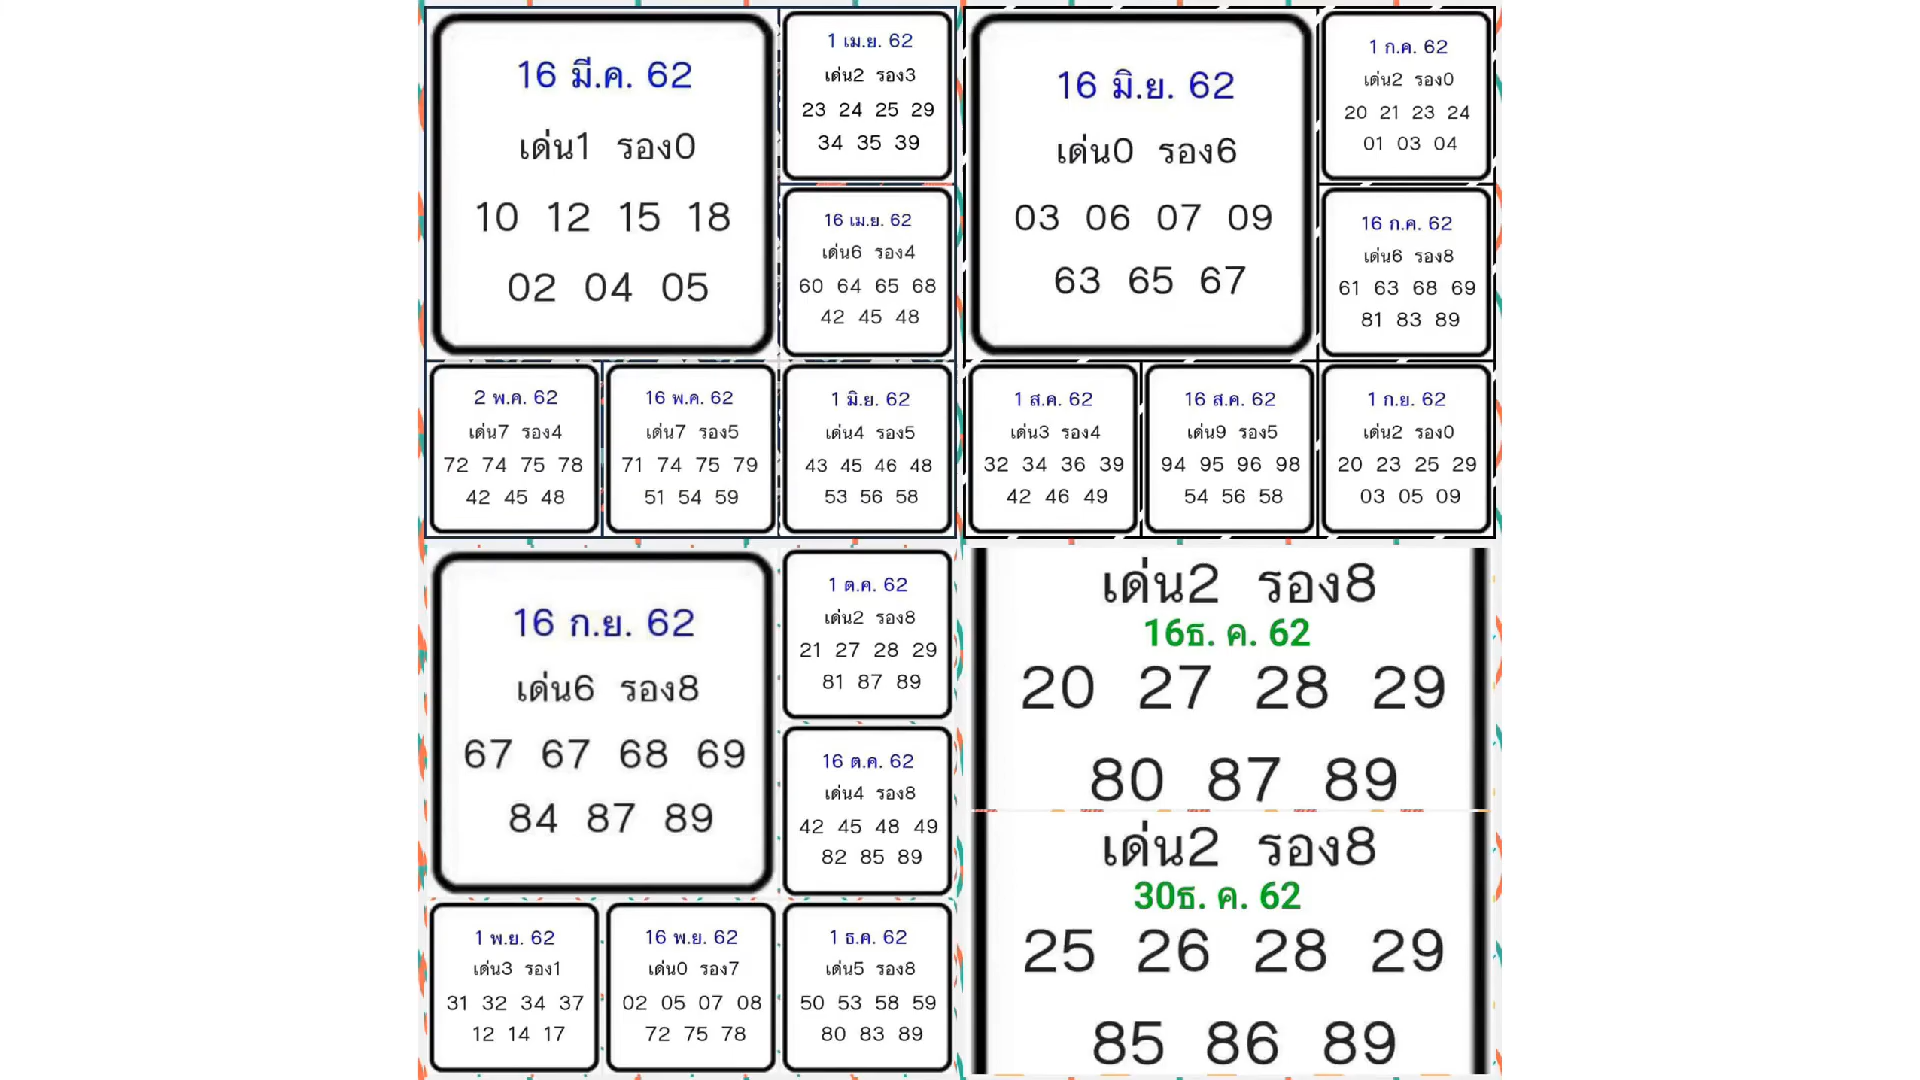 16 มี.ค. 62
เด่น1 รอง0
10 12 15 18
02 04 05
1 เม.ย. 62
เด่น2 รอง3
23 24 25 29
34 35 39
16 เม.ย. 62
เด่น6 รอง4
60 64 65 68
42 45 48
2 พ.ค. 62
เด่น7 รอง4
72 74 75 78
42 45 48
16 พ.ค. 62
เด่น7 รอง5
71 74 75 79
51 54 59
1 มิ.ย. 62
เด่น4 รอง5
43 45 46 48
53 56 58
16 มิ.ย. 62
เด่น0 รอง6
03 06 07 09
63 65 67
1 ก.ค. 62
เด่น2 รอง0
20 21 23 24
01 03 04
16 ก.ค. 62
เด่น6 รอง8
61 63 68 69
81 83 89
1 ส.ค. 62
เด่น3 รอง4
32 34 36 39
42 46 49
16 ส.ค. 62
เด่น9 รอง5
94 95 96 98
54 56 58
1 ก.ย. 62
เด่น2 รอง0
20 23 25 29
03 05 09
16 ก.ย. 62
เด่น6 รอง8
67 67 68 69
84 87 89
1 ต.ค. 62
เด่น2 รอง8
21 27 28 29
81 87 89
16 ต.ค. 62
เด่น4 รอง8
42 45 48 49
82 85 89
1 พ.ย. 62
เด่น3 รอง1
31 32 34 37
12 14 17
16 พ.ย. 62
เด่น0 รอง7
02 05 07 08
72 75 78
1 ธ.ค. 62
เด่น5 รอง8
50 53 58 59
80 83 89
เด่น2 รอง8
16ธ. ค. 62
20 27 28 29
80 87 89
เด่น2 รอง8
30ธ. ค. 62
25 26 28 29
85 86 89